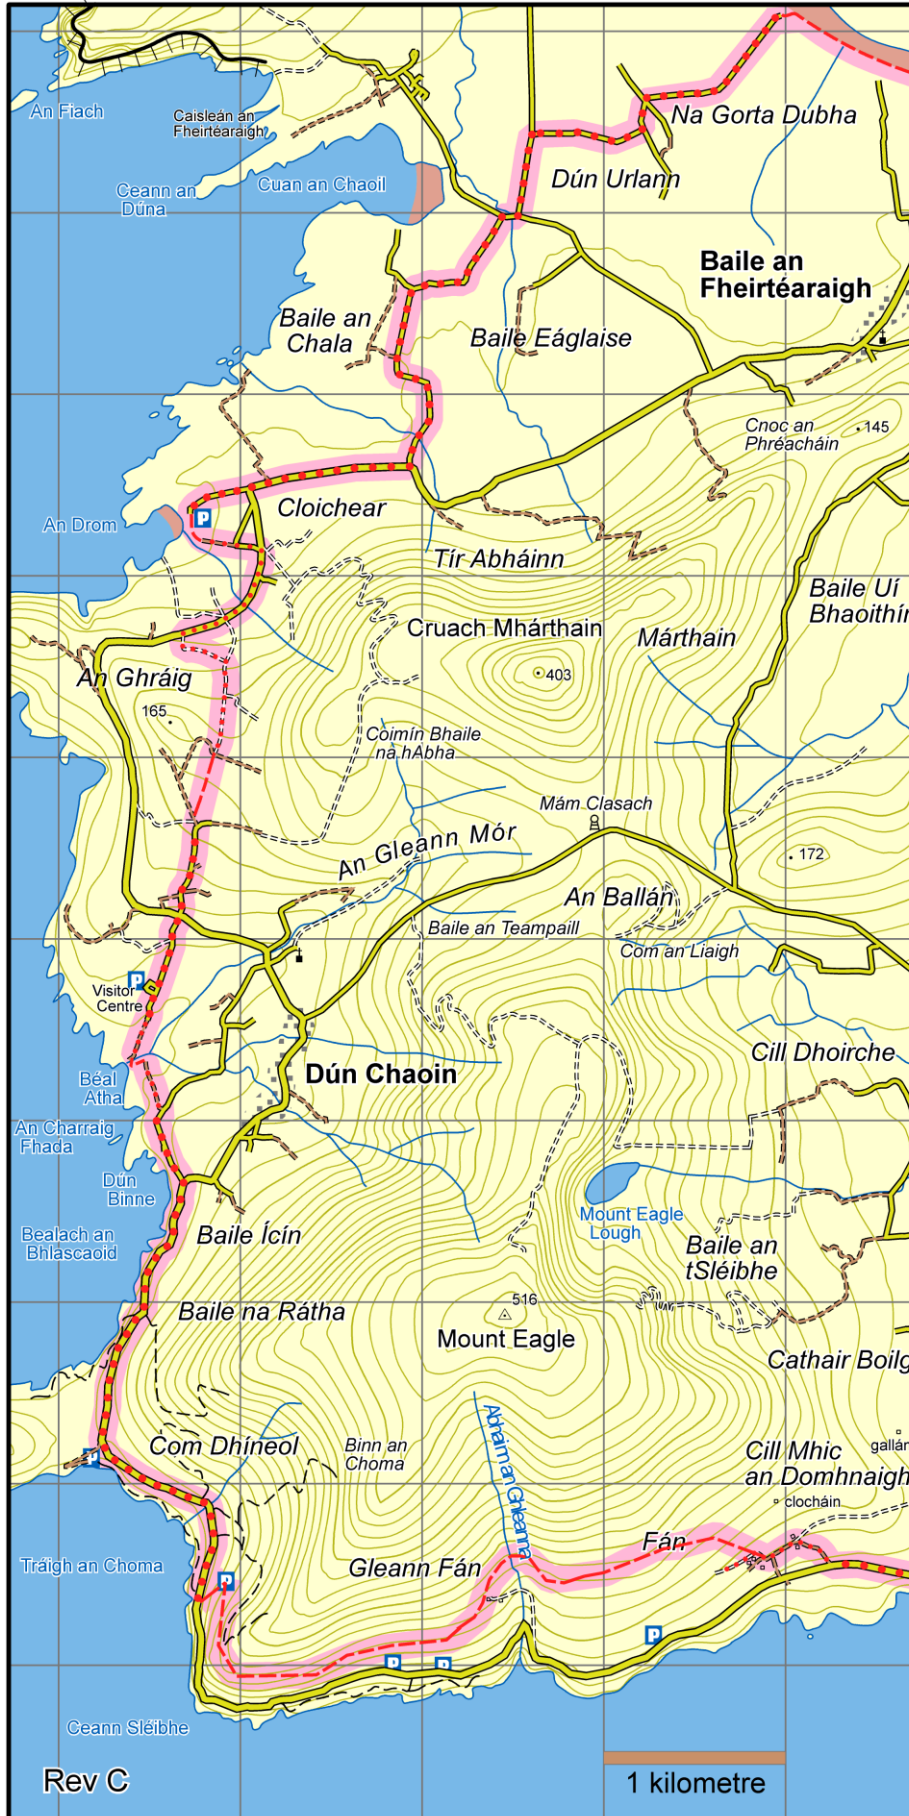 An Fiach
Caisleán an
Fheirtéaraigh
Na Gorta Dubha
Ceann an
Dúna
Cuan an Chaoil
Dún Urlann
Baile an
Fheirtéaraigh
Baile an
Chala
Baile Eáglaise
Cnoc an
Phréacháin
145
Cloichear
P
An Drom
Tír Abháinn
Baile Uí
Bhaoithín
Cruach Mhárthain
Márthain
403
An Ghráig
165
Coimín Bhaile
na hAbha
Mám Clasach
An Gleann Mór
172
An Ballán
Baile an Teampaill
Com an Liaigh
P
Visitor
Centre
Cill Dhoirche
Béal
Atha
Dún Chaoin
An Charraig
Fhada
Dún
Binne
Mount Eagle
Lough
Bealach an
Bhlascaoid
Baile Ícín
Baile an
tSléibhe
Baile na Rátha
516
Mount Eagle
Cathair Boilg
Abhainn an Ghleanna
Com Dhíneol
Binn an
Choma
gallán
P
Cill Mhic
an Domhnaigh
clocháin
Fán
Tráigh an Choma
P
Gleann Fán
P
P
P
Ceann Sléibhe
Rev C
1 kilometre